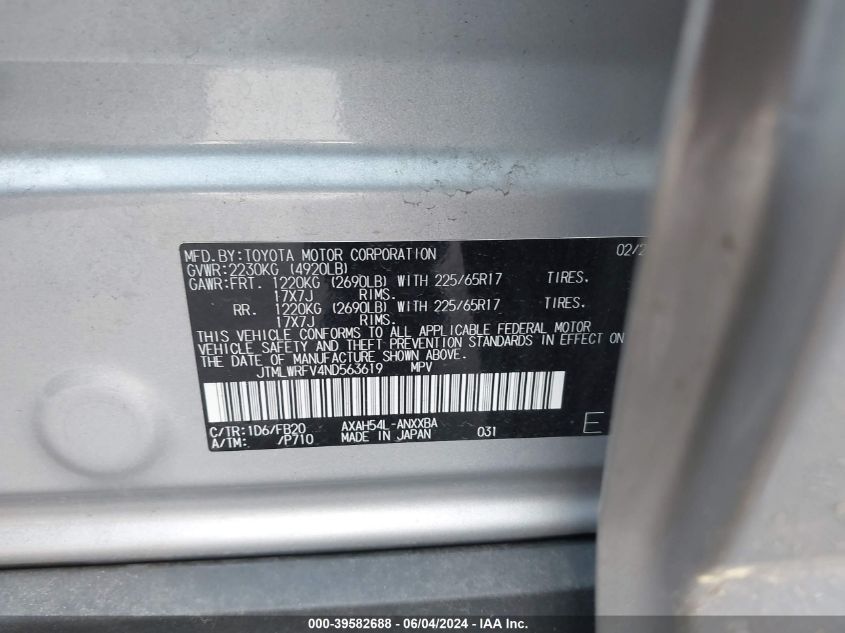 MFD. BY: TOYOTA MOTOR CORPORATION 02/2
GVWR: 2230KG (4920LB)
GAWR: FRT. 1220KG (2690LB) WITH 225/65R17 TIRES.
17X7J RIMS.
RR. 1220KG (2690LB) WITH 225/65R17 TIRES.
17X7J RIMS.
THIS VEHICLE CONFORMS TO ALL APPLICABLE FEDERAL MOTOR
VEHICLE SAFETY AND THEFT PREVENTION STANDARDS IN EFFECT ON
THE DATE OF MANUFACTURE SHOWN ABOVE.
JTMLWRFV4ND563619 MPV
C/TR: 1D6/FB20 AXAH54L-ANXXBA
A/TM: /P710 MADE IN JAPAN 031 E
000-39582688 - 06/04/2024 - IAA Inc.